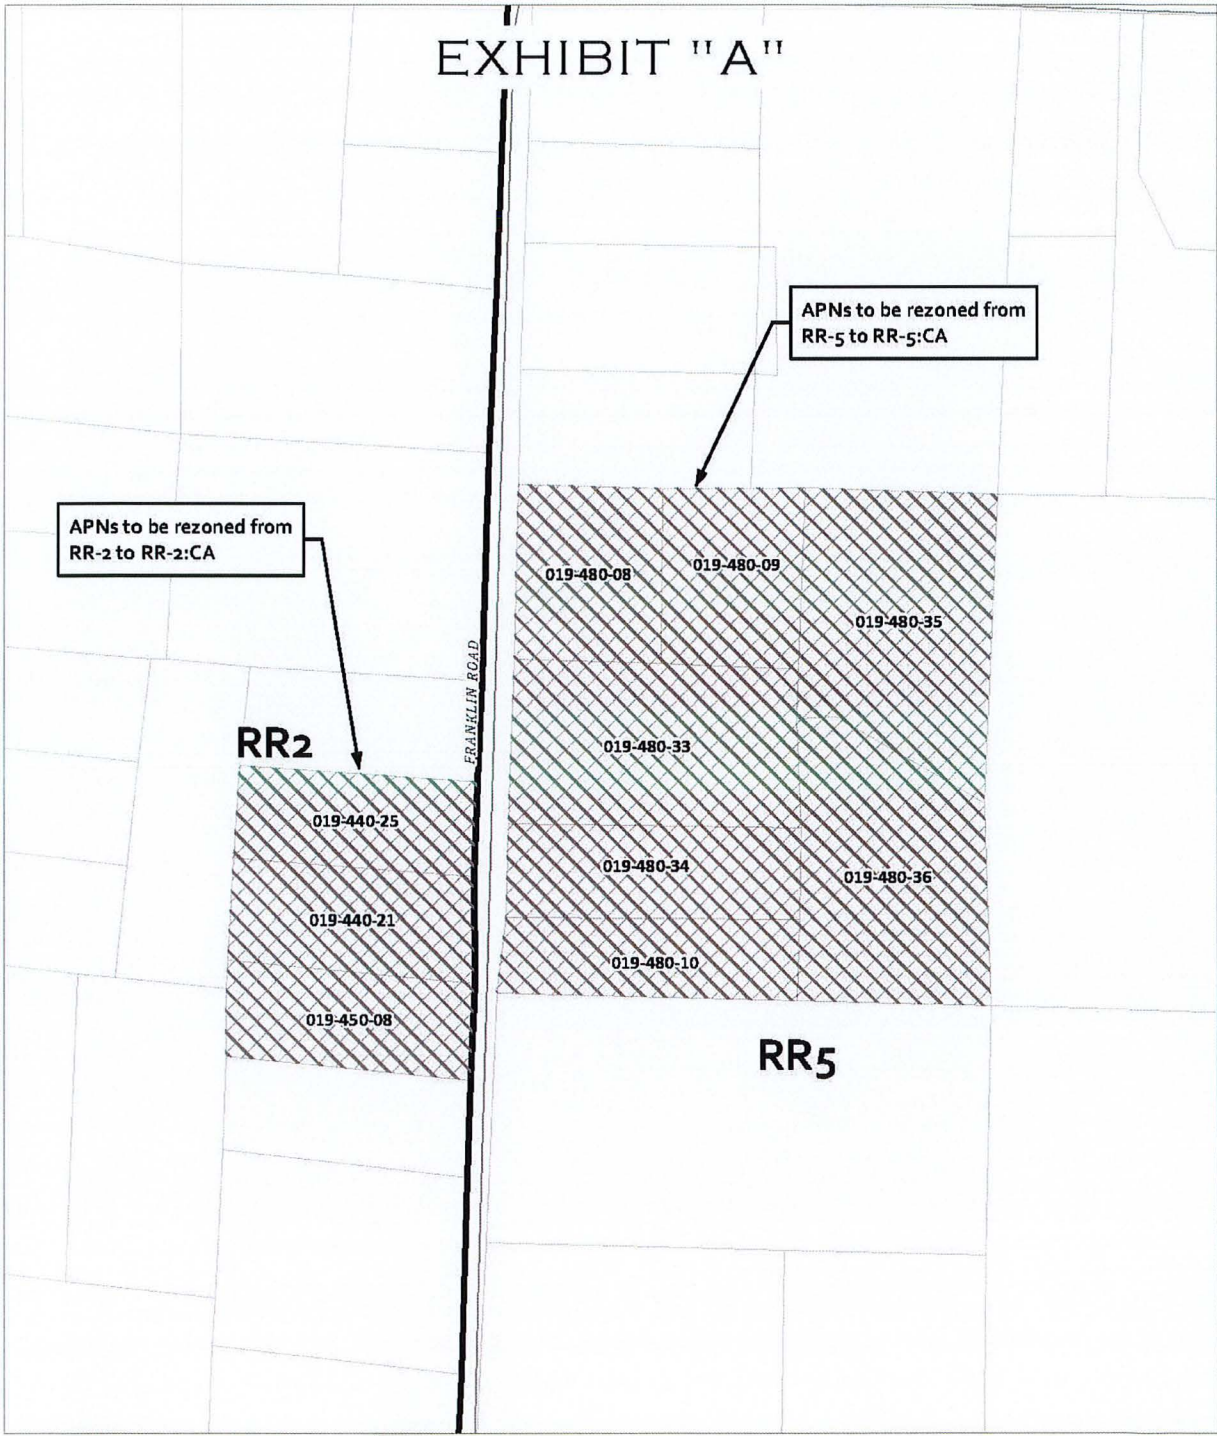 EXHIBIT "A"
APNs to be rezoned from
RR-5 to RR-5:CA
APNs to be rezoned from
RR-2 to RR-2:CA
019-480-08
019-480-09
019-480-35
FRANKLIN ROAD
RR2
019-480-33
019-440-25
019-480-34
019-480-36
019-440-21
019-480-10
019-450-08
RR5